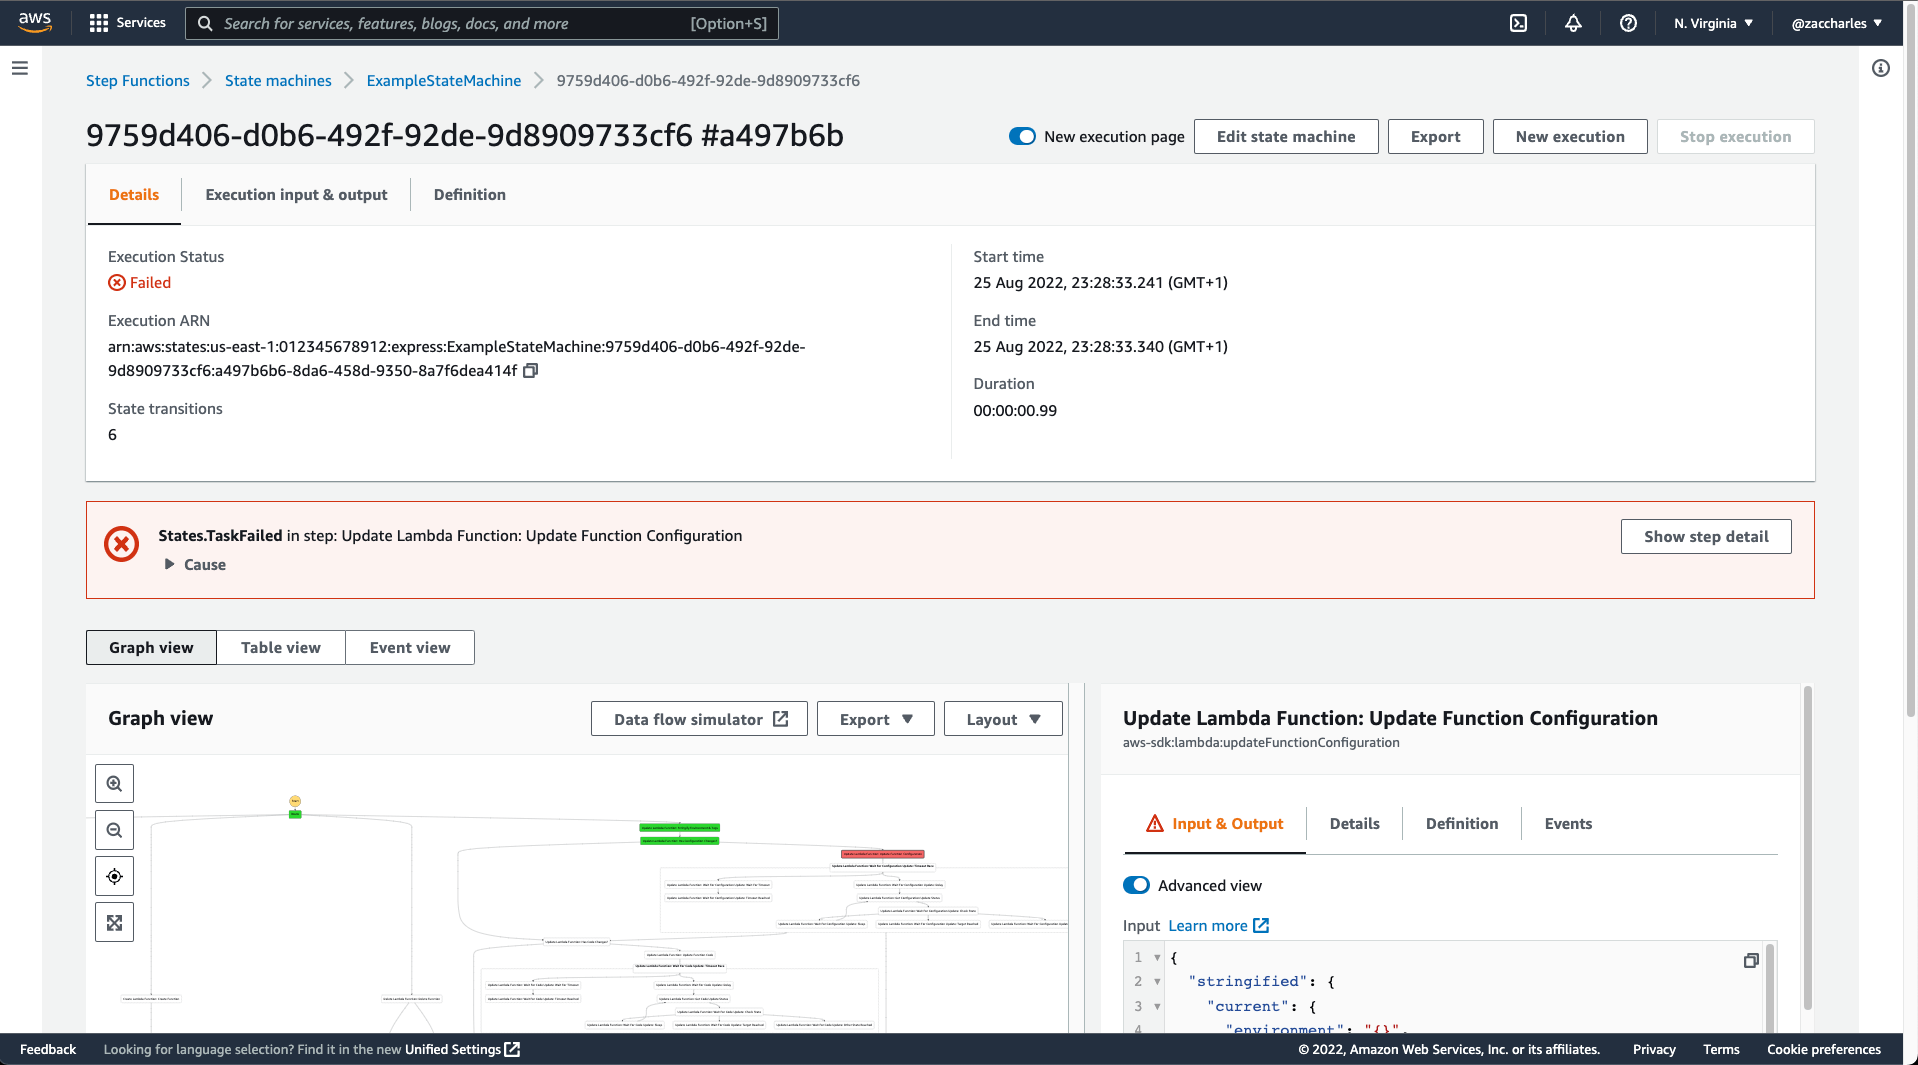 aws
Services
Search for services, features, blogs, docs, and more
[Option+S]
N. Virginia
@zaccharles
Step Functions
State machines
ExampleStateMachine
9759d406-d0b6-492f-92de-9d8909733cf6
9759d406-d0b6-492f-92de-9d8909733cf6 #a497b6b
New execution page
Edit state machine
Export
New execution
Stop execution
Details
Execution input & output
Definition
Execution Status
Failed
Execution ARN
arn:aws:states:us-east-1:012345678912:express:ExampleStateMachine:9759d406-d0b6-492f-92de-
9d8909733cf6:a497b6b6-8da6-458d-9350-8a7f6dea414f
State transitions
6
Start time
25 Aug 2022, 23:28:33.241 (GMT+1)
End time
25 Aug 2022, 23:28:33.340 (GMT+1)
Duration
00:00:00.99
States.TaskFailed in step: Update Lambda Function: Update Function Configuration
Cause
Show step detail
Graph view
Table view
Event view
Graph view
Data flow simulator
Export
Layout
Update Lambda Function: Update Function Configuration
aws-sdk:lambda:updateFunctionConfiguration
Input & Output
Details
Definition
Events
Advanced view
Input Learn more
1 {
2 "stringified": {
3 "current": {
4 "environment": "{}",
Feedback
Looking for language selection? Find it in the new Unified Settings
© 2022, Amazon Web Services, Inc. or its affiliates.
Privacy
Terms
Cookie preferences